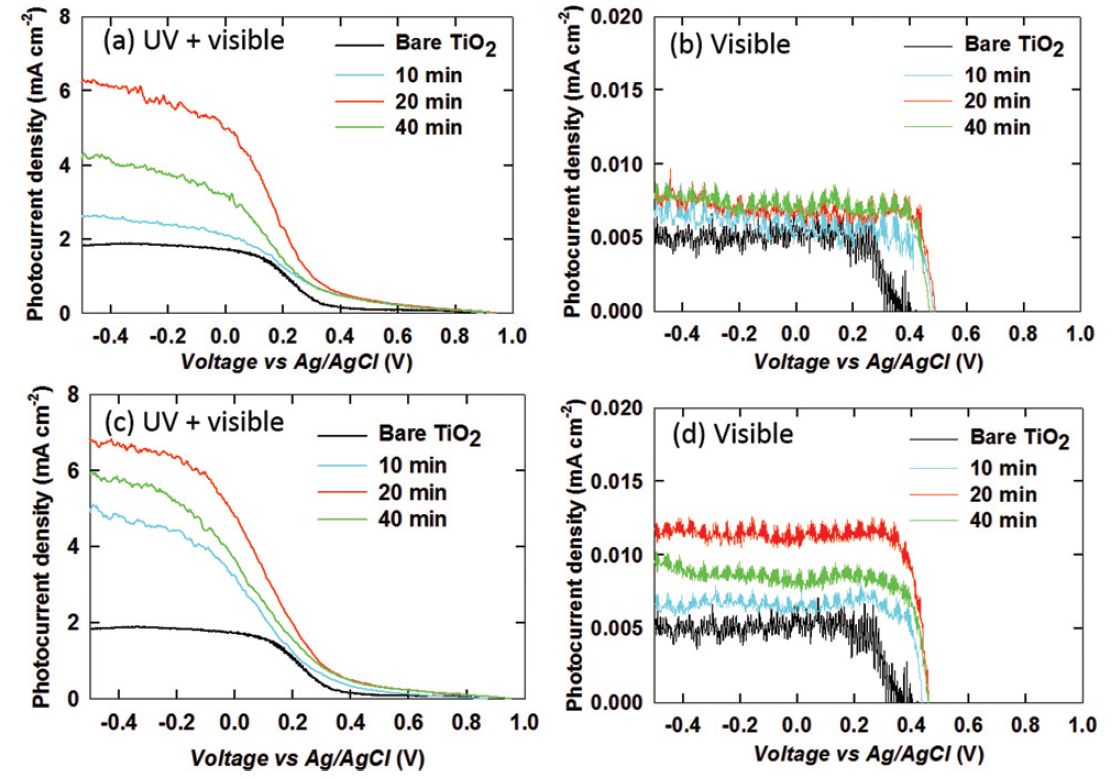 (a) UV + visible
Bare TiO2
10 min
20 min
40 min
Photocurrent density (mA cm-2)
8
6
4
2
0
-0.4 -0.2 0.0 0.2 0.4 0.6 0.8 1.0
Voltage vs Ag/AgCl (V)
(b) Visible
Bare TiO2
10 min
20 min
40 min
Photocurrent density (mA cm-2)
0.020
0.015
0.010
0.005
0.000
-0.4 -0.2 0.0 0.2 0.4 0.6 0.8 1.0
Voltage vs Ag/AgCl (V)
(c) UV + visible
Bare TiO2
10 min
20 min
40 min
Photocurrent density (mA cm-2)
8
6
4
2
0
-0.4 -0.2 0.0 0.2 0.4 0.6 0.8 1.0
Voltage vs Ag/AgCl (V)
(d) Visible
Bare TiO2
10 min
20 min
40 min
Photocurrent density (mA cm-2)
0.020
0.015
0.010
0.005
0.000
-0.4 -0.2 0.0 0.2 0.4 0.6 0.8 1.0
Voltage vs Ag/AgCl (V)